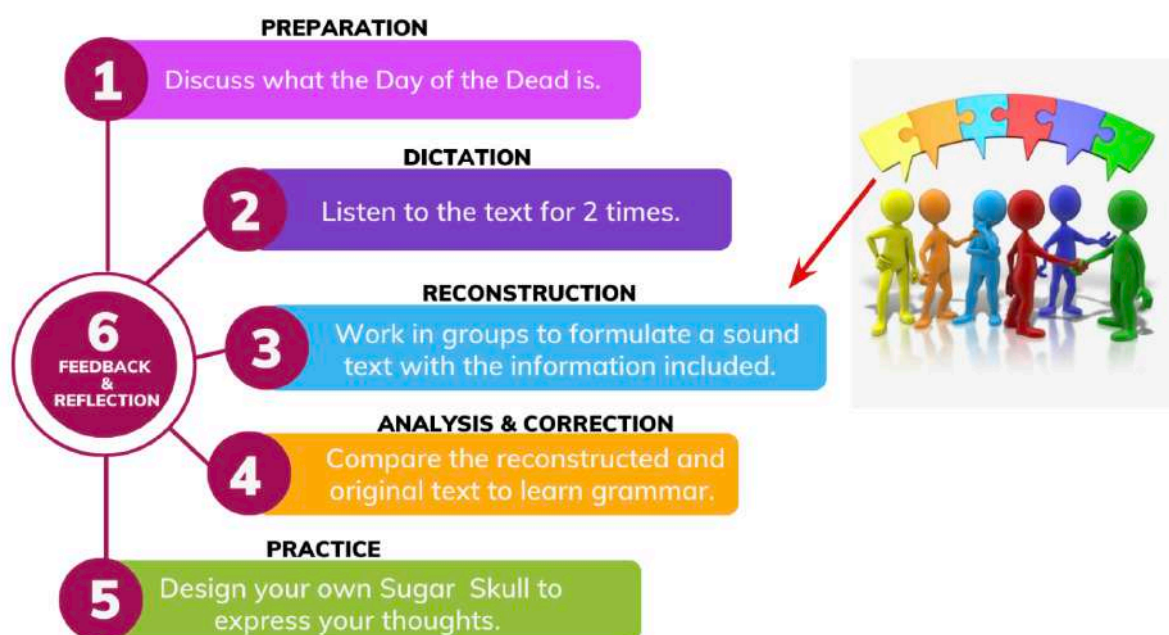 PREPARATION
1
Discuss what the Day of the Dead is.
DICTATION
2
Listen to the text for 2 times.
RECONSTRUCTION
3
Work in groups to formulate a sound
text with the information included.
6
FEEDBACK
&
REFLECTION
ANALYSIS & CORRECTION
4
Compare the reconstructed and
original text to learn grammar.
PRACTICE
5
Design your own Sugar Skull to
express your thoughts.